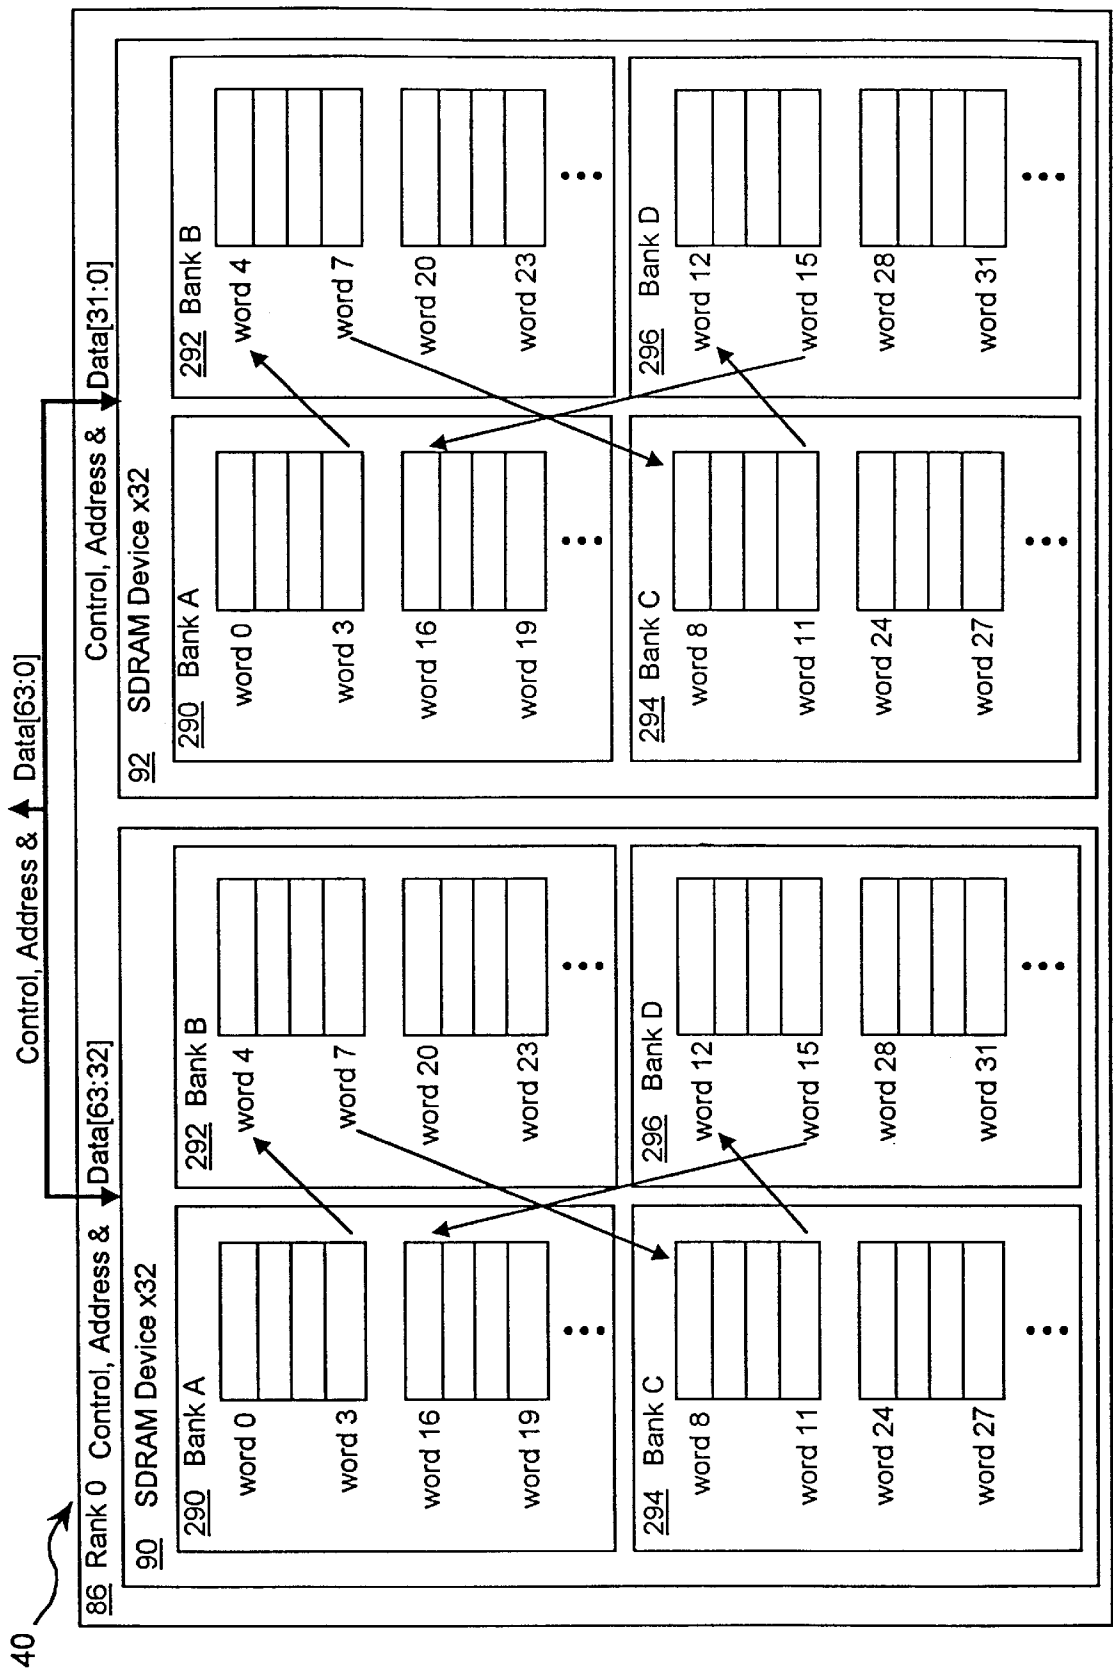 40
Control, Address & Data[63:0]
86 Rank 0 Control, Address & Data[63:32]
Control, Address & Data[31:0]
90 SDRAM Device x32
290 Bank A
word 0
word 3
word 16
word 19
292 Bank B
word 4
word 7
word 20
word 23
294 Bank C
word 8
word 11
word 24
word 27
296 Bank D
word 12
word 15
word 28
word 31
92 SDRAM Device x32
290 Bank A
word 0
word 3
word 16
word 19
292 Bank B
word 4
word 7
word 20
word 23
294 Bank C
word 8
word 11
word 24
word 27
296 Bank D
word 12
word 15
word 28
word 31